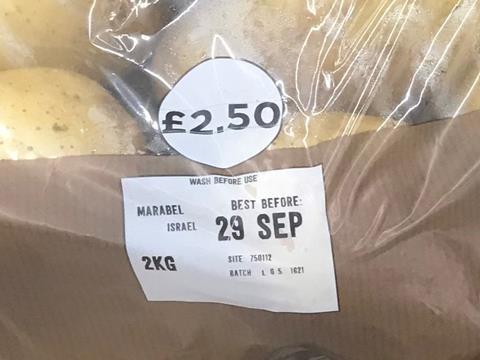 £2.50
WASH BEFORE USE
MARABEL BEST BEFORE:
ISRAEL 29 SEP
2KG SITE 750112
BATCH L G S 1621